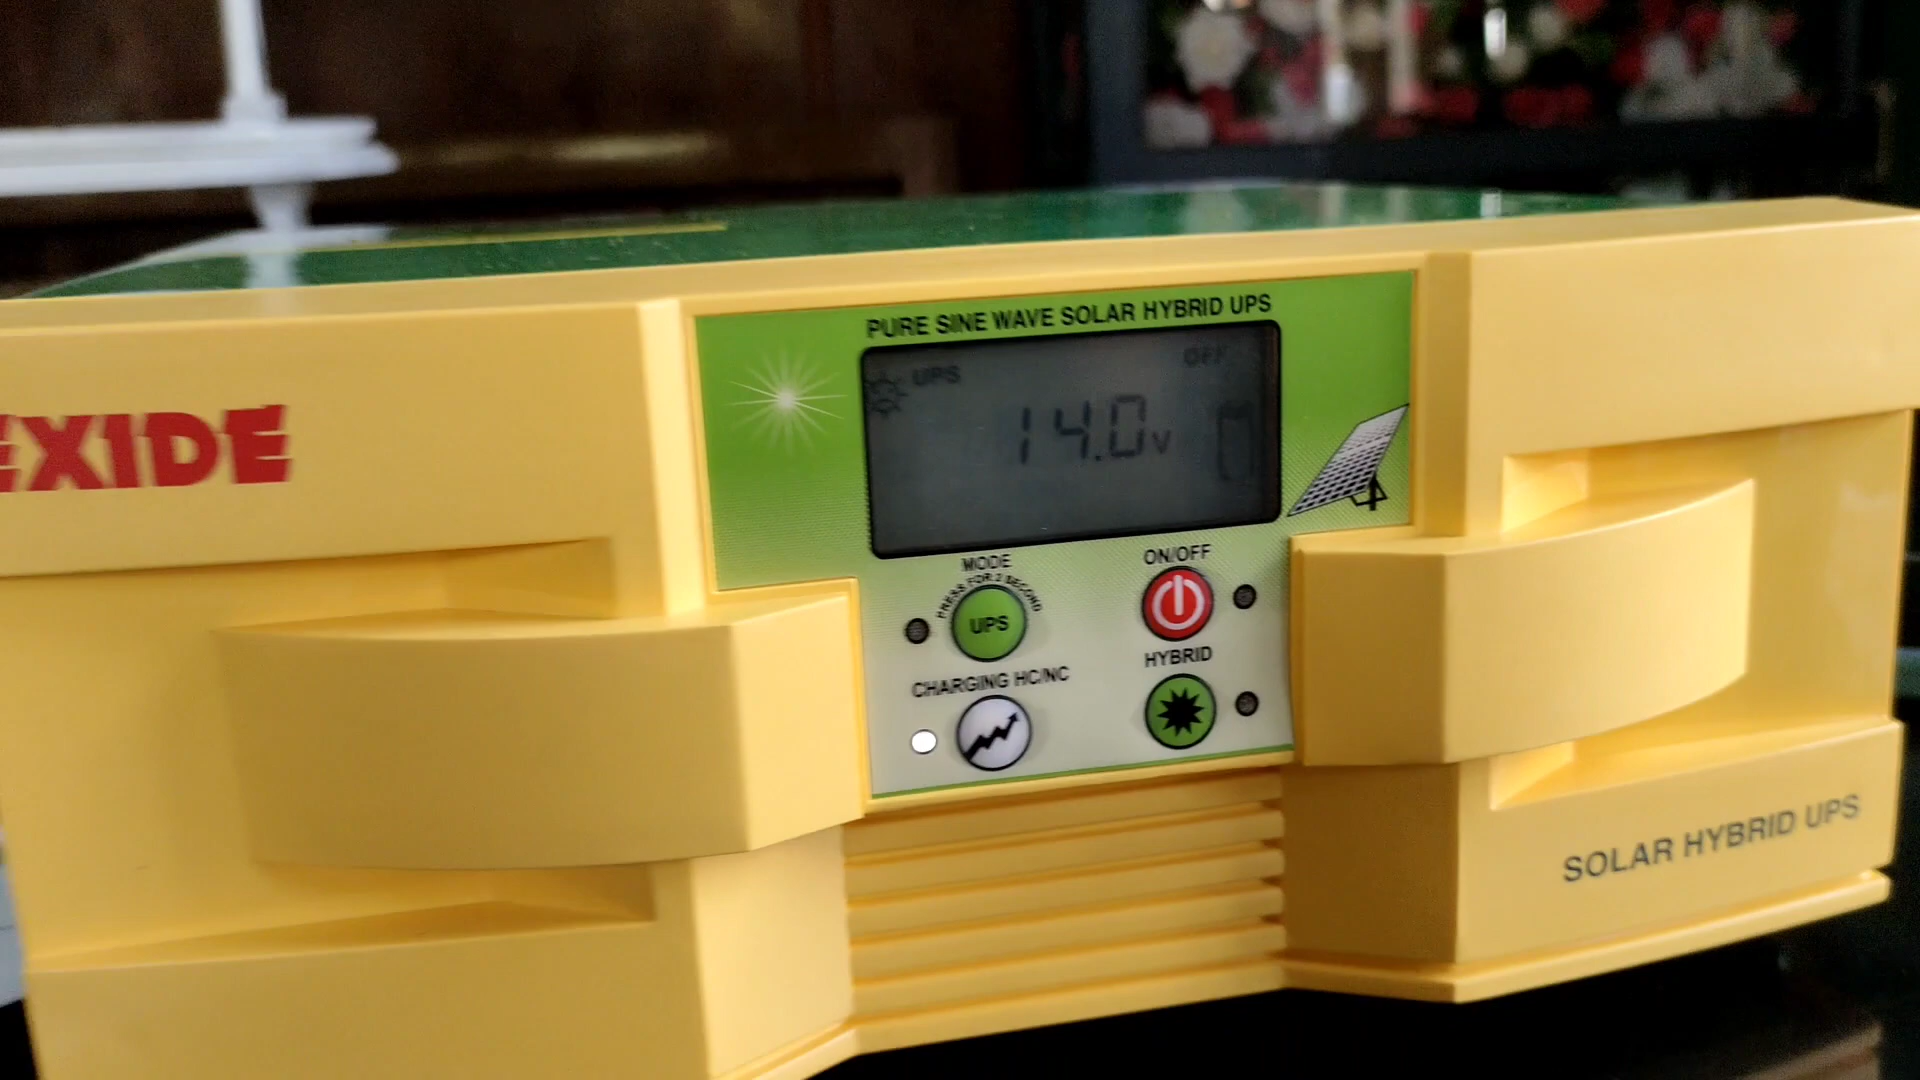 PURE SINE WAVE SOLAR HYBRID UPS
UPS OFF
14.0V
EXIDE
MODE
PRESS FOR 2 SECOND
UPS
ON/OFF
CHARGING HC/NC
HYBRID
SOLAR HYBRID UPS